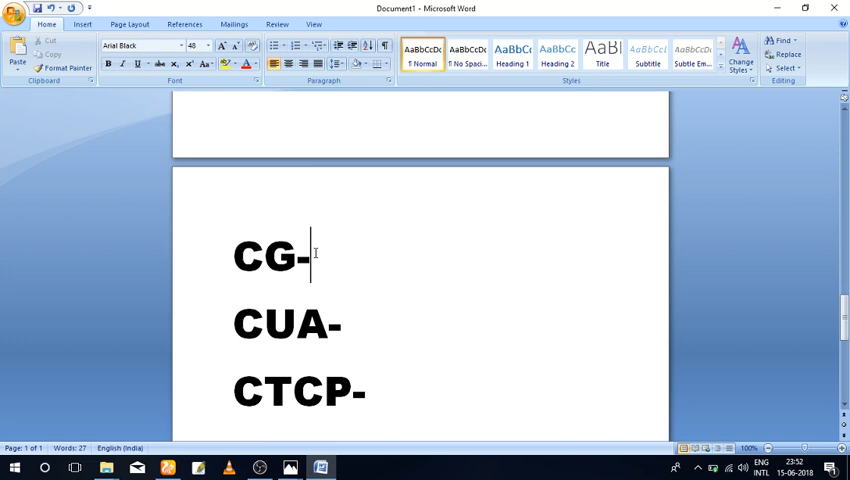 Document1 - Microsoft Word
Home Insert Page Layout References Mailings Review View
Paste
Cut
Copy
Format Painter
Clipboard
Arial Black 48
Font
Paragraph
AaBbCcDc AaBbCcDc AaBbCc AaBbCc AaBl AaBbCcL AaBbCcDc
¶ Normal ¶ No Spaci... Heading 1 Heading 2 Title Subtitle Subtle Em...
Change
Styles
Styles
Find
Replace
Select
Editing
CG-
CUA-
CTCP-
Page: 1 of 1 Words: 27 English (India) 100%
ENG
INTL
23:52
15-06-2018